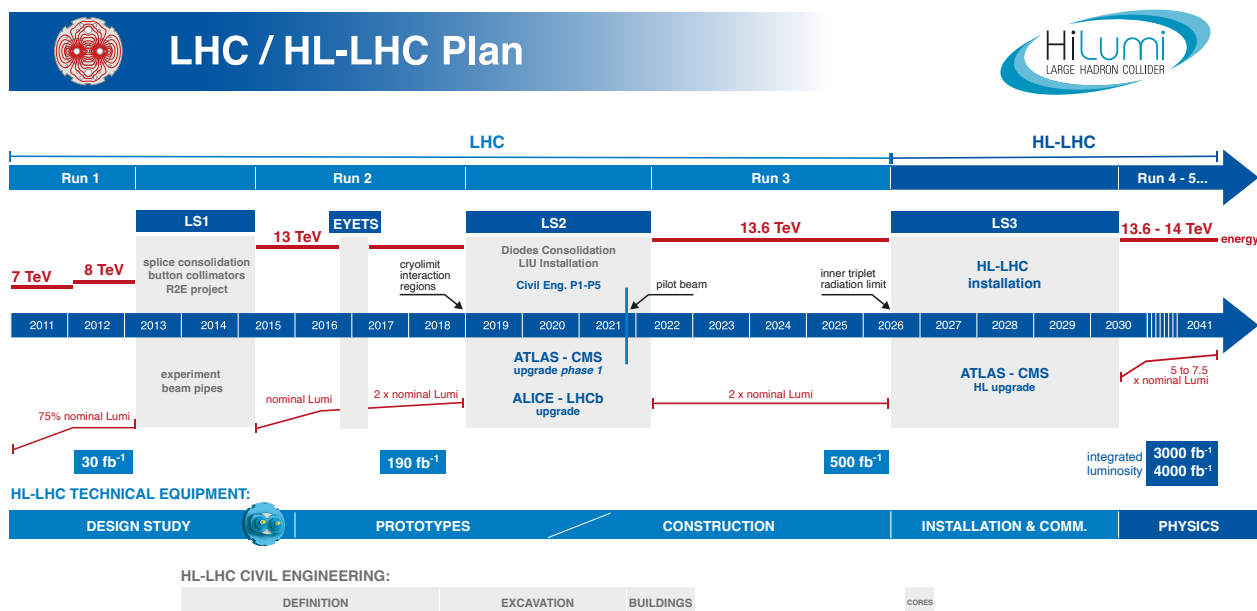 LHC / HL-LHC Plan
HiLumi
LARGE HADRON COLLIDER
LHC
HL-LHC
Run 1
Run 2
Run 3
Run 4 - 5...
LS1
EYETS
LS2
13.6 TeV
LS3
13.6 - 14 TeV
13 TeV
energy
Diodes Consolidation
LIU Installation
splice consolidation
button collimators
R2E project
cryolimit
interaction
regions
Civil Eng. P1-P5
inner triplet
radiation limit
HL-LHC
installation
7 TeV
8 TeV
pilot beam
2011 2012 2013 2014 2015 2016 2017 2018 2019 2020 2021 2022 2023 2024 2025 2026 2027 2028 2029 2030 2041
experiment
beam pipes
ATLAS - CMS
upgrade phase 1
ALICE - LHCb
upgrade
ATLAS - CMS
HL upgrade
5 to 7.5
x nominal Lumi
75% nominal Lumi
nominal Lumi
2 x nominal Lumi
2 x nominal Lumi
30 fb-1
190 fb-1
500 fb-1
integrated
luminosity
3000 fb-1
4000 fb-1
HL-LHC TECHNICAL EQUIPMENT:
DESIGN STUDY
PROTOTYPES
CONSTRUCTION
INSTALLATION & COMM.
PHYSICS
HL-LHC CIVIL ENGINEERING:
DEFINITION
EXCAVATION
BUILDINGS
CORES